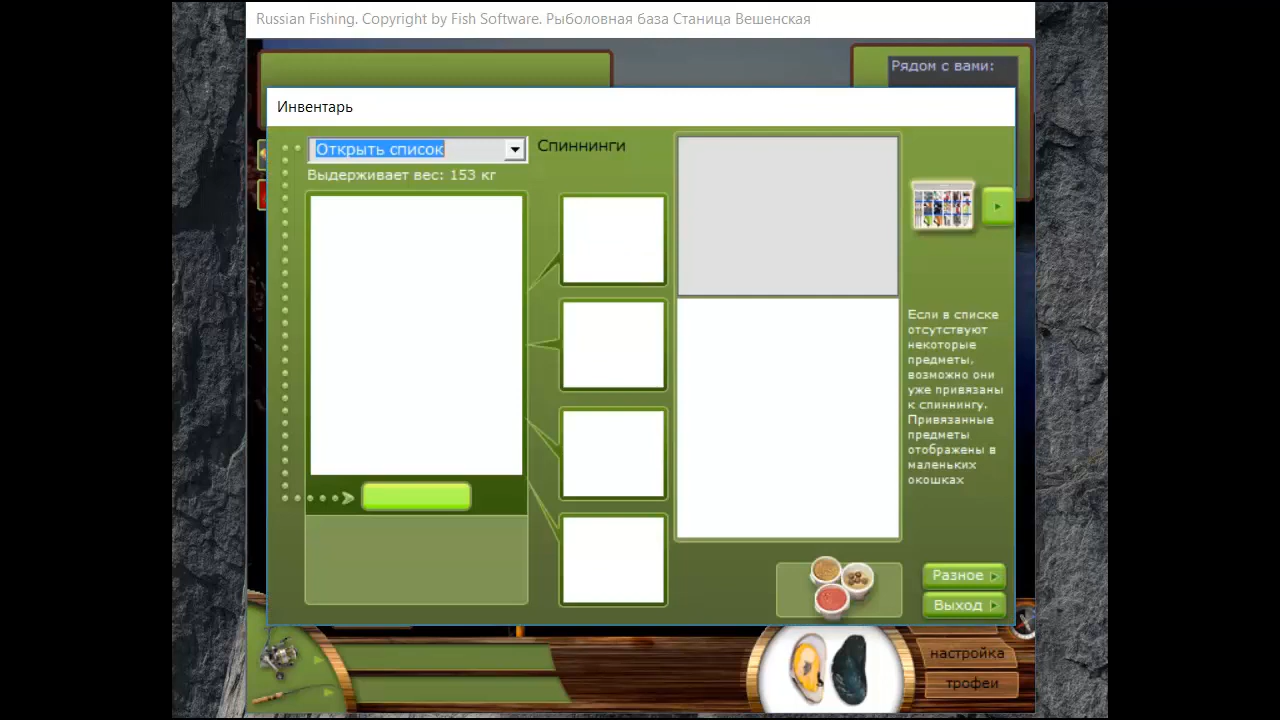 Russian Fishing. Copyright by Fish Software. Рыболовная база Станица Вешенская
Рядом с вами:
Инвентарь
Открыть список
Спиннинги
Выдерживает вес: 153 кг
Если в списке
отсутствуют
некоторые
предметы,
возможно они
уже привязаны
к спиннингу.
Привязанные
предметы
отображены в
маленьких
окошках
Разное
Выход
настройка
трофеи